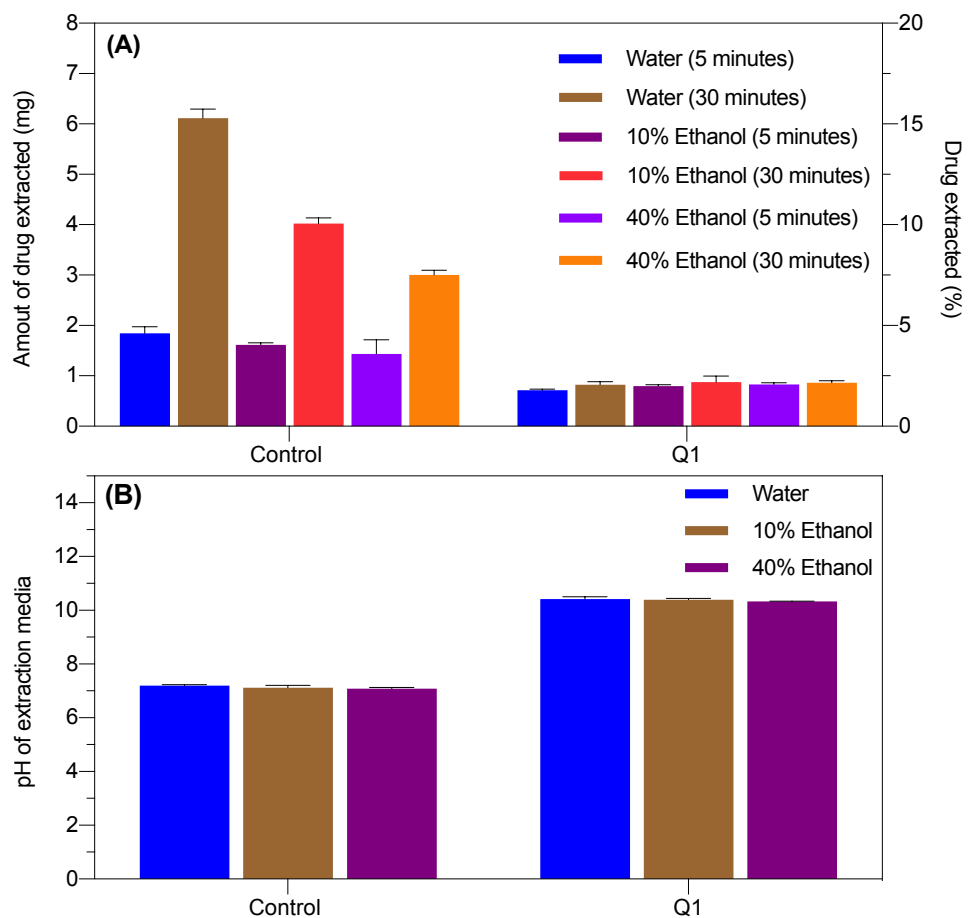 (A)
8
7
6
5
4
3
2
1
0
Amout of drug extracted (mg)
20
15
10
5
0
Drug extracted (%)
Water (5 minutes)
Water (30 minutes)
10% Ethanol (5 minutes)
10% Ethanol (30 minutes)
40% Ethanol (5 minutes)
40% Ethanol (30 minutes)
Control
Q1
(B)
14
12
10
8
6
4
2
0
pH of extraction media
Water
10% Ethanol
40% Ethanol
Control
Q1